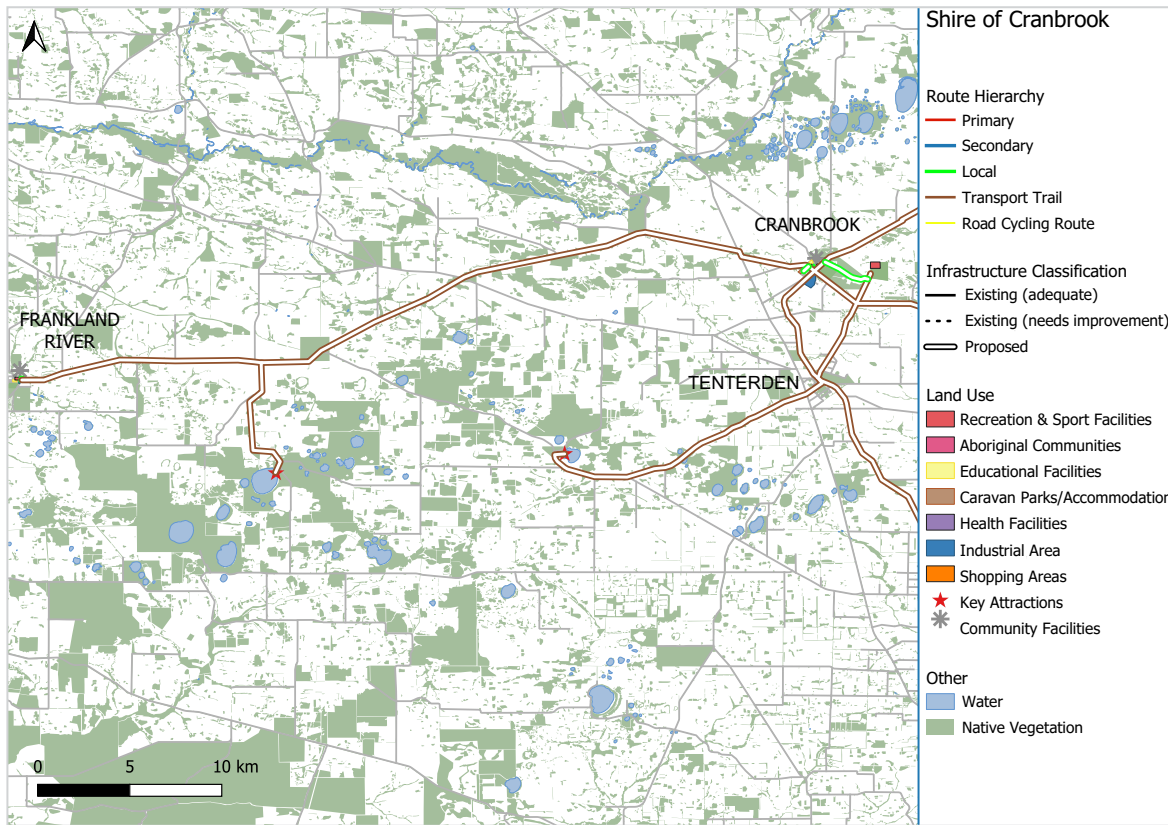 Shire of Cranbrook
Route Hierarchy
Primary
Secondary
Local
Transport Trail
Road Cycling Route
Infrastructure Classification
Existing (adequate)
Existing (needs improvement)
Proposed
Land Use
Recreation & Sport Facilities
Aboriginal Communities
Educational Facilities
Caravan Parks/Accommodation
Health Facilities
Industrial Area
Shopping Areas
Key Attractions
Community Facilities
Other
Water
Native Vegetation
CRANBROOK
FRANKLAND
RIVER
TENTERDEN
0 5 10 km